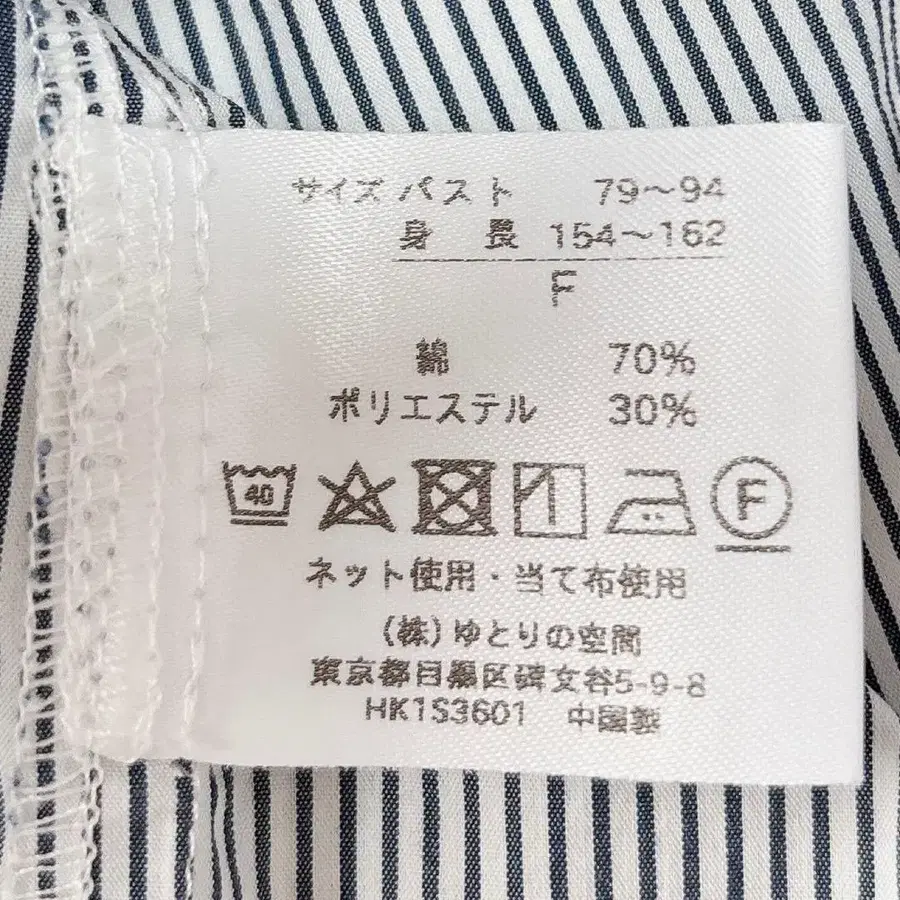 サイズ バスト 79～94
身長 154～162
F
綿 70%
ポリエステル 30%
40
F
ネット使用・当て布使用
(株)ゆとりの空間
東京都目黒区碑文谷5-9-8
HK1S3601 中国製